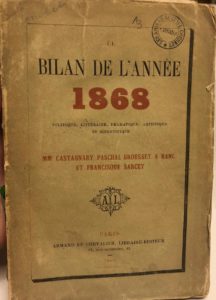 LE
BILAN DE L'ANNÉE
1868
POLITIQUE, LITTÉRAIRE, DRAMATIQUE, ARTISTIQUE
ET SCIENTIFIQUE
MM CASTAGNARY, PASCHAL GROUSSET A RANC
ET FRANCISQUE SARCEY
PARIS
ARMAND LE CHEVALIER, LIBRAIRE-ÉDITEUR